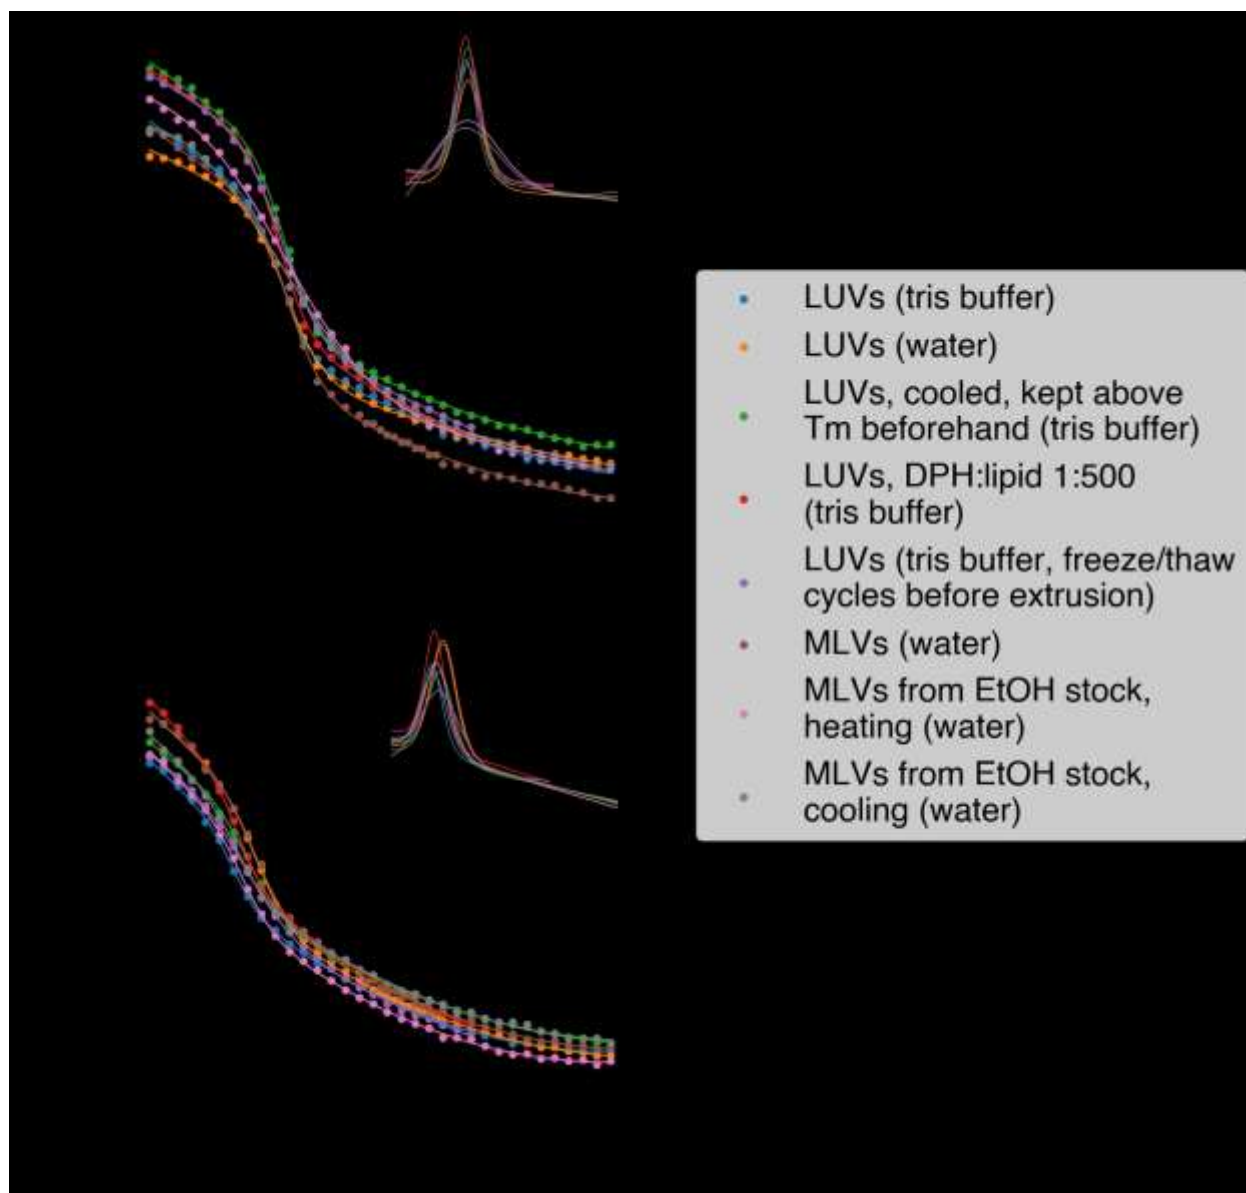 LUVs (tris buffer)
LUVs (water)
LUVs, cooled, kept above
Tm beforehand (tris buffer)
LUVs, DPH:lipid 1:500
(tris buffer)
LUVs (tris buffer, freeze/thaw
cycles before extrusion)
MLVs (water)
MLVs from EtOH stock,
heating (water)
MLVs from EtOH stock,
cooling (water)